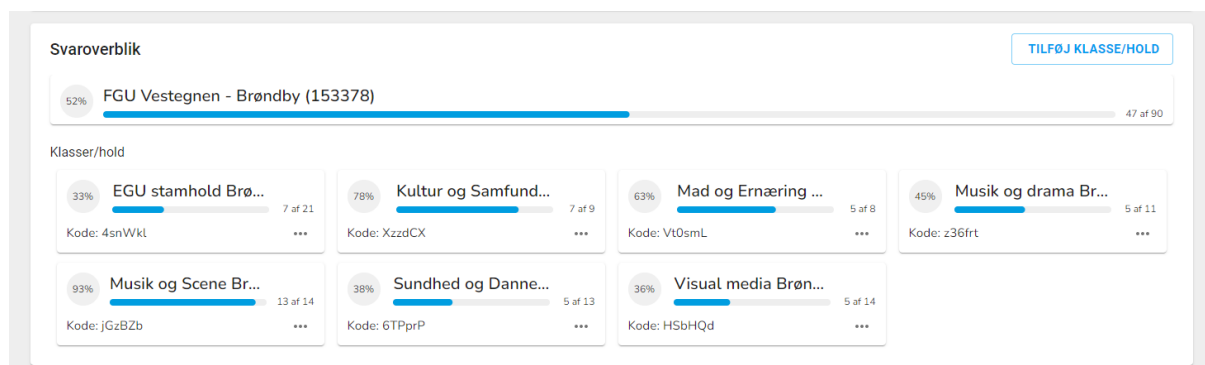 Svaroverblik
TILFØJ KLASSE/HOLD
52%
FGU Vestegnen - Brøndby (153378)
47 af 90
Klasser/hold
33%
EGU stamhold Brø...
7 af 21
Kode: 4snWkl
78%
Kultur og Samfund...
7 af 9
Kode: XzzdCX
63%
Mad og Ernæring ...
5 af 8
Kode: Vt0smL
45%
Musik og drama Br...
5 af 11
Kode: z36frt
93%
Musik og Scene Br...
13 af 14
Kode: jGzBZb
38%
Sundhed og Danne...
5 af 13
Kode: 6TPprP
36%
Visual media Brøn...
5 af 14
Kode: HSbHQd